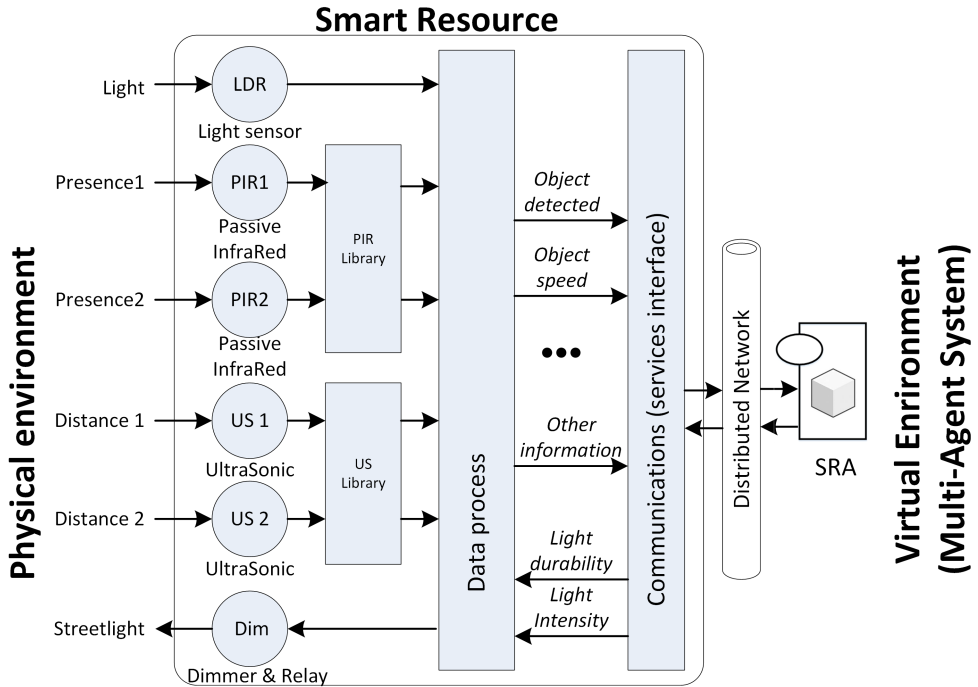 Smart Resource
Physical environment
Light
LDR
Light sensor
Presence1
PIR1
Passive
InfraRed
Presence2
PIR2
Passive
InfraRed
PIR
Library
Distance 1
US 1
UltraSonic
Distance 2
US 2
UltraSonic
US
Library
Streetlight
Dim
Dimmer & Relay
Data process
Object
detected
Object
speed
•••
Other
information
Light
durability
Light
Intensity
Communications (services interface)
Distributed Network
SRA
Virtual Enrironment
(Multi-Agent System)